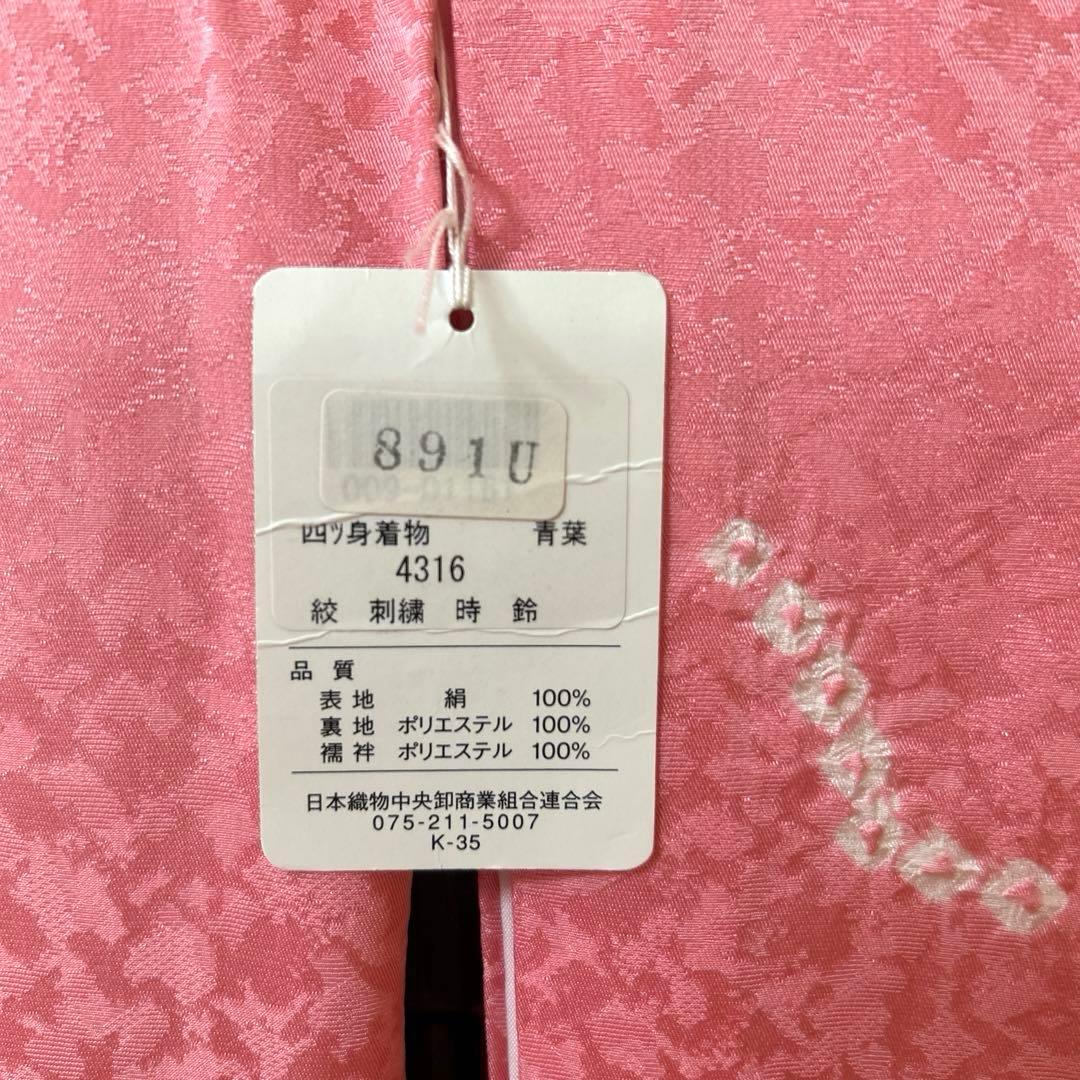 891U
四ッ身着物 青葉
4316
絞 刺繍 時 鈴
品 質
表 地 絹 100%
裏 地 ポリエステル 100%
襦 袢 ポリエステル 100%
日本織物中央卸商業組合連合会
075-211-5007
K-35